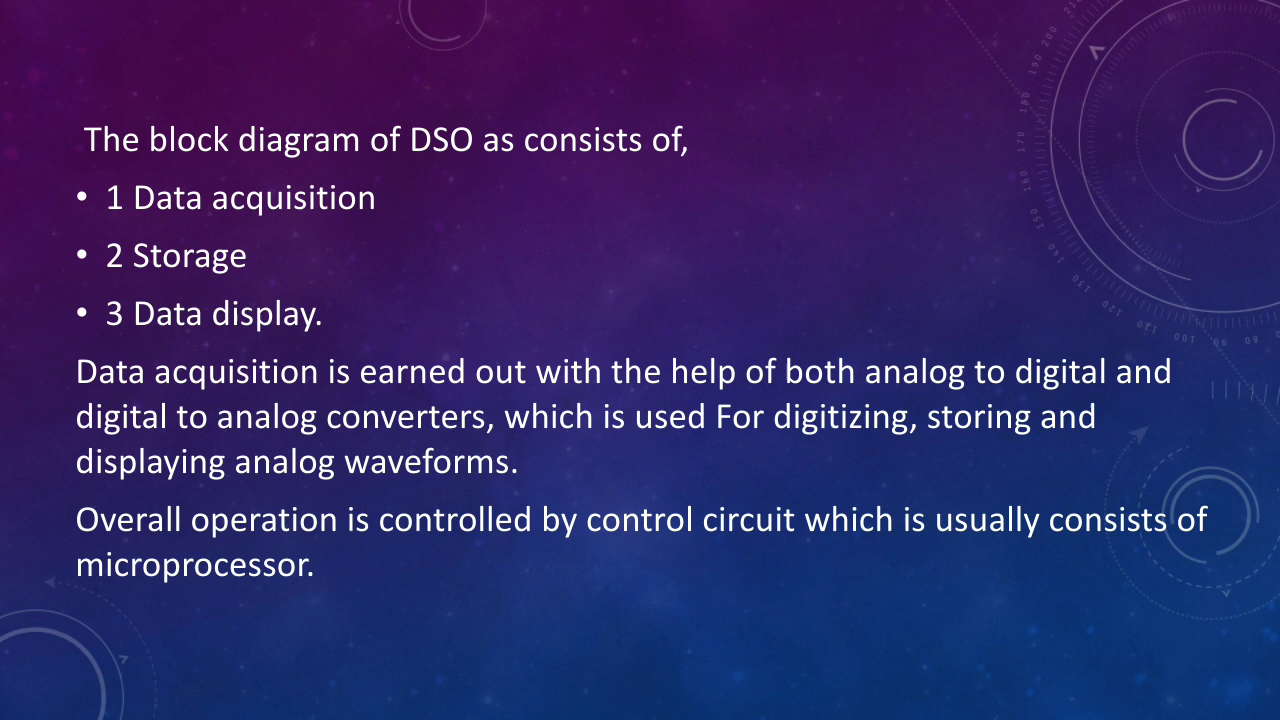 The block diagram of DSO as consists of,
• 1 Data acquisition
• 2 Storage
• 3 Data display.
Data acquisition is earned out with the help of both analog to digital and
digital to analog converters, which is used For digitizing, storing and
displaying analog waveforms.
Overall operation is controlled by control circuit which is usually consists of
microprocessor.